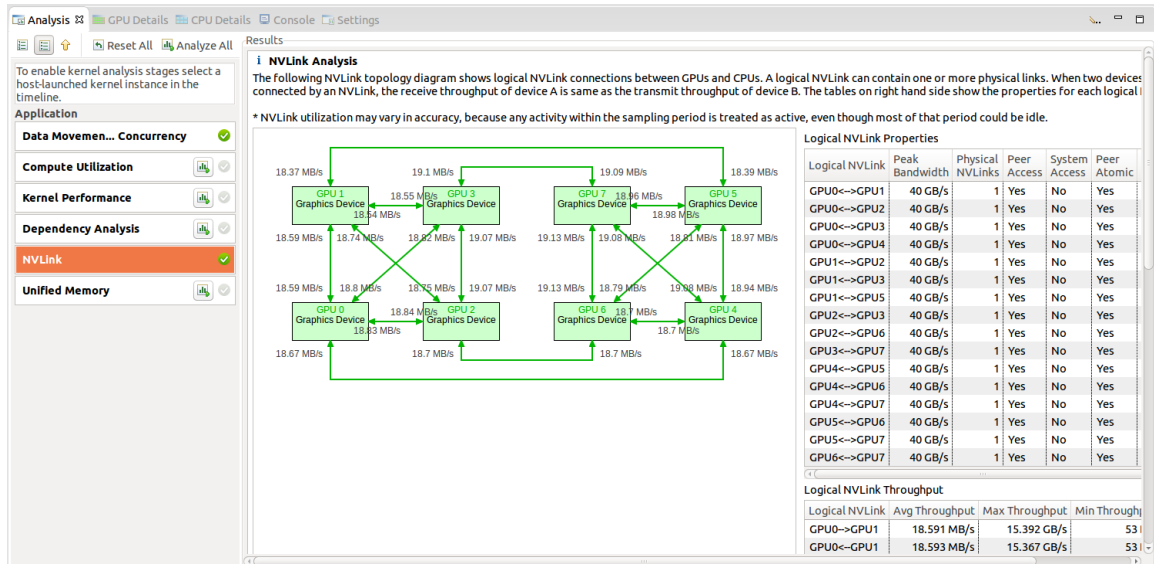 Analysis GPU Details CPU Details Console Settings
Reset All Analyze All
To enable kernel analysis stages select a
host-launched kernel instance in the
timeline.
Application
Data Movemen... Concurrency
Compute Utilization
Kernel Performance
Dependency Analysis
NVLink
Unified Memory
Results
i NVLink Analysis
The following NVLink topology diagram shows logical NVLink connections between GPUs and CPUs. A logical NVLink can contain one or more physical links. When two devices
connected by an NVLink, the receive throughput of device A is same as the transmit throughput of device B. The tables on right hand side show the properties for each logical
* NVLink utilization may vary in accuracy, because any activity within the sampling period is treated as active, even though most of that period could be idle.
18.37 MB/s 19.1 MB/s 19.09 MB/s 18.39 MB/s
GPU 1 18.55 MB/s GPU 3 GPU 7 18.96 MB/s GPU 5
Graphics Device Graphics Device Graphics Device Graphics Device
18.54 MB/s 18.98 MB/s
18.59 MB/s 18.74 MB/s 18.82 MB/s 19.07 MB/s 19.13 MB/s 19.08 MB/s 18.81 MB/s 18.97 MB/s
18.59 MB/s 18.8 MB/s 18.75 MB/s 19.07 MB/s 19.13 MB/s 18.79 MB/s 19.08 MB/s 18.94 MB/s
GPU 0 18.84 MB/s GPU 2 GPU 6 18.7 MB/s GPU 4
Graphics Device Graphics Device Graphics Device Graphics Device
18.83 MB/s 18.7 MB/s
18.67 MB/s 18.7 MB/s 18.7 MB/s 18.67 MB/s
Logical NVLink Properties
Logical NVLink Peak Bandwidth Physical NVLinks Peer Access System Access Peer Atomic
GPU0<->GPU1 40 GB/s 1 Yes No Yes
GPU0<->GPU2 40 GB/s 1 Yes No Yes
GPU0<->GPU3 40 GB/s 1 Yes No Yes
GPU0<->GPU4 40 GB/s 1 Yes No Yes
GPU1<->GPU2 40 GB/s 1 Yes No Yes
GPU1<->GPU3 40 GB/s 1 Yes No Yes
GPU1<->GPU5 40 GB/s 1 Yes No Yes
GPU2<->GPU3 40 GB/s 1 Yes No Yes
GPU2<->GPU6 40 GB/s 1 Yes No Yes
GPU3<->GPU7 40 GB/s 1 Yes No Yes
GPU4<->GPU5 40 GB/s 1 Yes No Yes
GPU4<->GPU6 40 GB/s 1 Yes No Yes
GPU4<->GPU7 40 GB/s 1 Yes No Yes
GPU5<->GPU6 40 GB/s 1 Yes No Yes
GPU5<->GPU7 40 GB/s 1 Yes No Yes
GPU6<->GPU7 40 GB/s 1 Yes No Yes
Logical NVLink Throughput
Logical NVLink Avg Throughput Max Throughput Min
GPU0->GPU1 18.591 MB/s 15.392 GB/s 53
GPU0<-GPU1 18.593 MB/s 15.367 GB/s 53